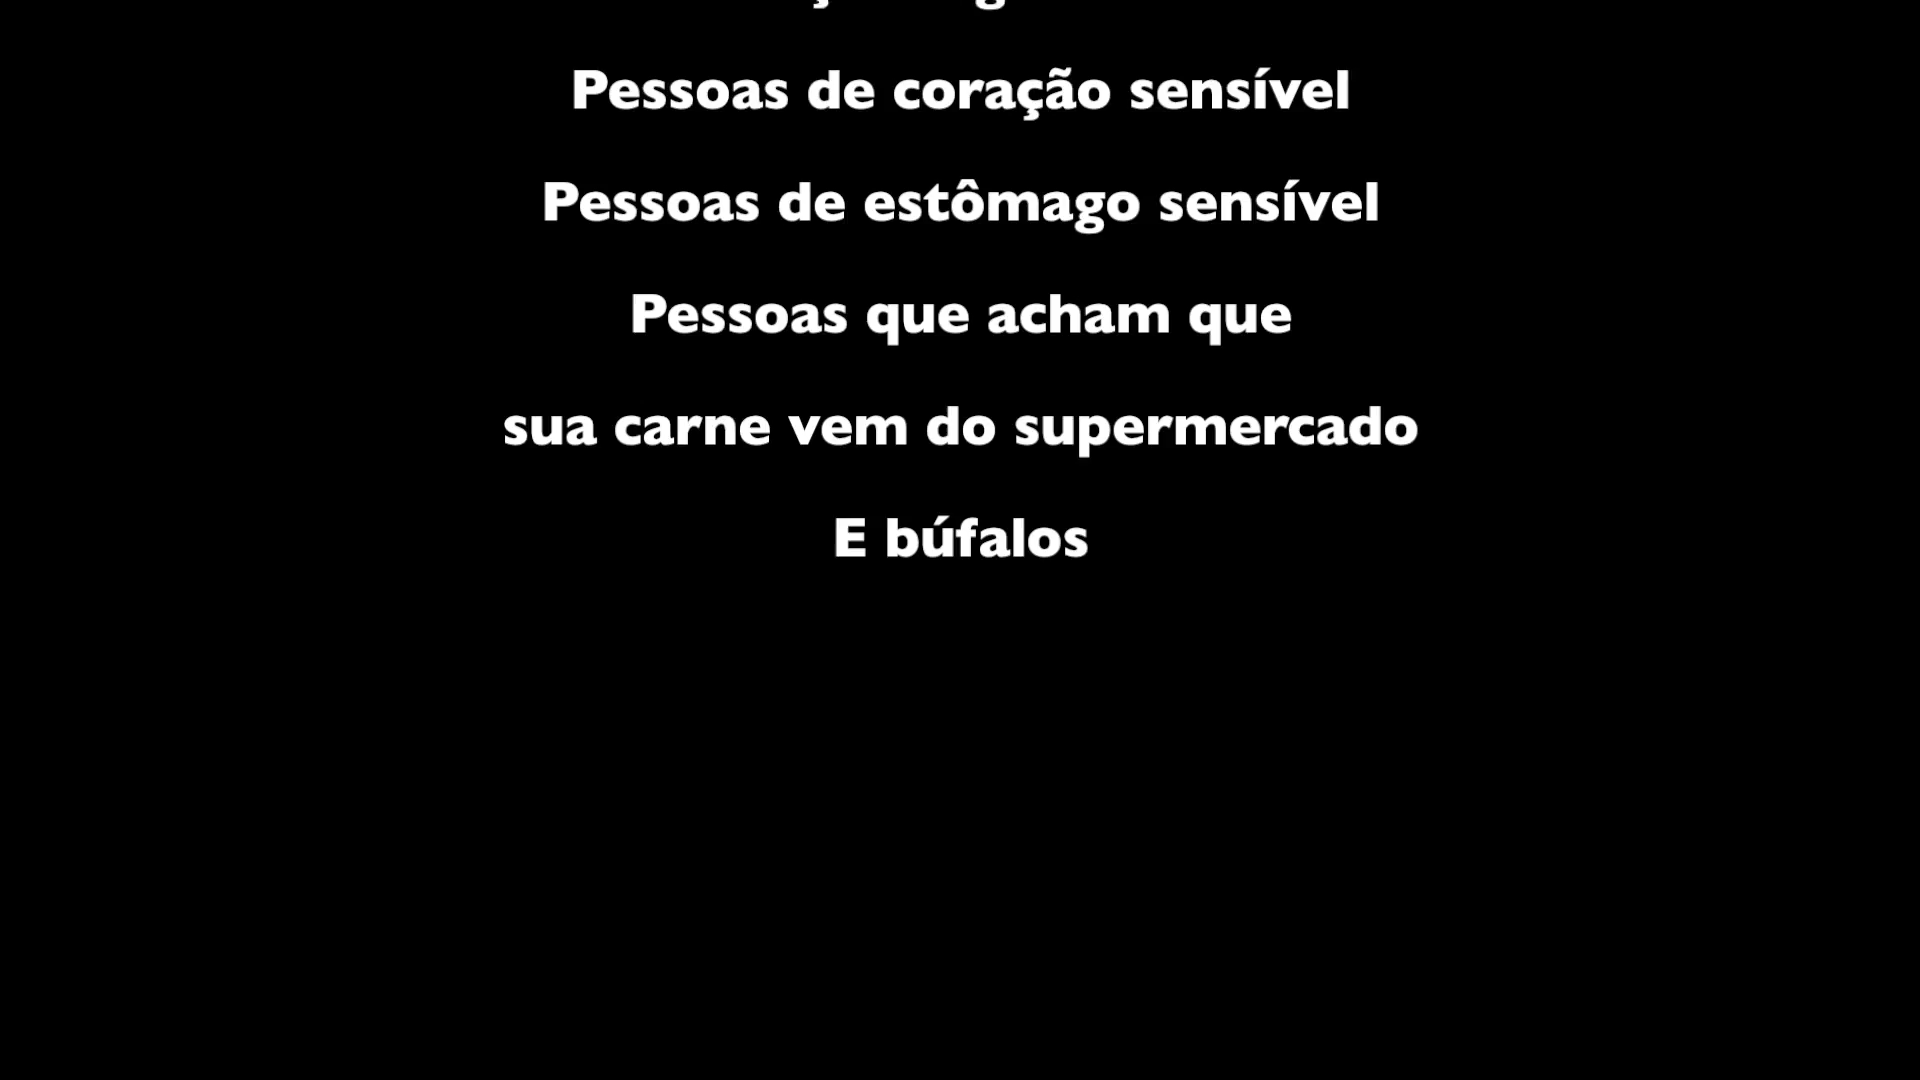 Pessoas de coração sensível
Pessoas de estômago sensível
Pessoas que acham que
sua carne vem do supermercado
E búfalos